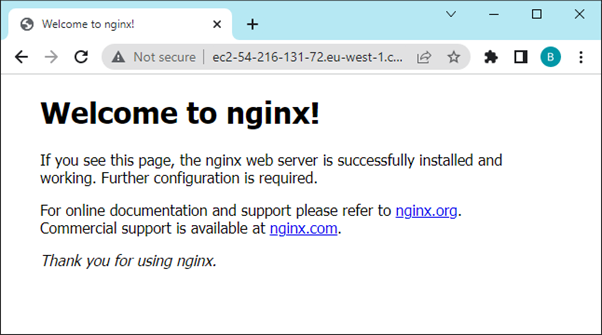 Welcome to nginx!
Not secure
ec2-54-216-131-72.eu-west-1.c...
B
Welcome to nginx!
If you see this page, the nginx web server is successfully installed and
working. Further configuration is required.
For online documentation and support please refer to nginx.org.
Commercial support is available at nginx.com.
Thank you for using nginx.